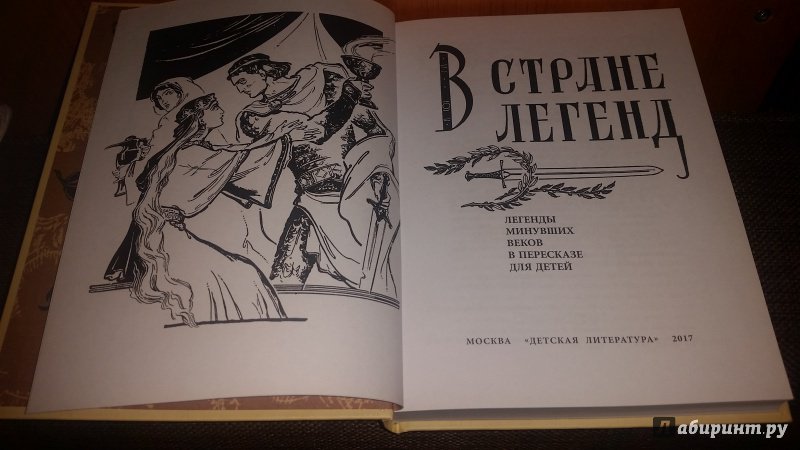 В СТРАНЕ
ЛЕГЕНД
ЛЕГЕНДЫ
МИНУВШИХ
ВЕКОВ
В ПЕРЕСКАЗЕ
ДЛЯ ДЕТЕЙ
МОСКВА «ДЕТСКАЯ ЛИТЕРАТУРА» 2017
Лабиринт.ру